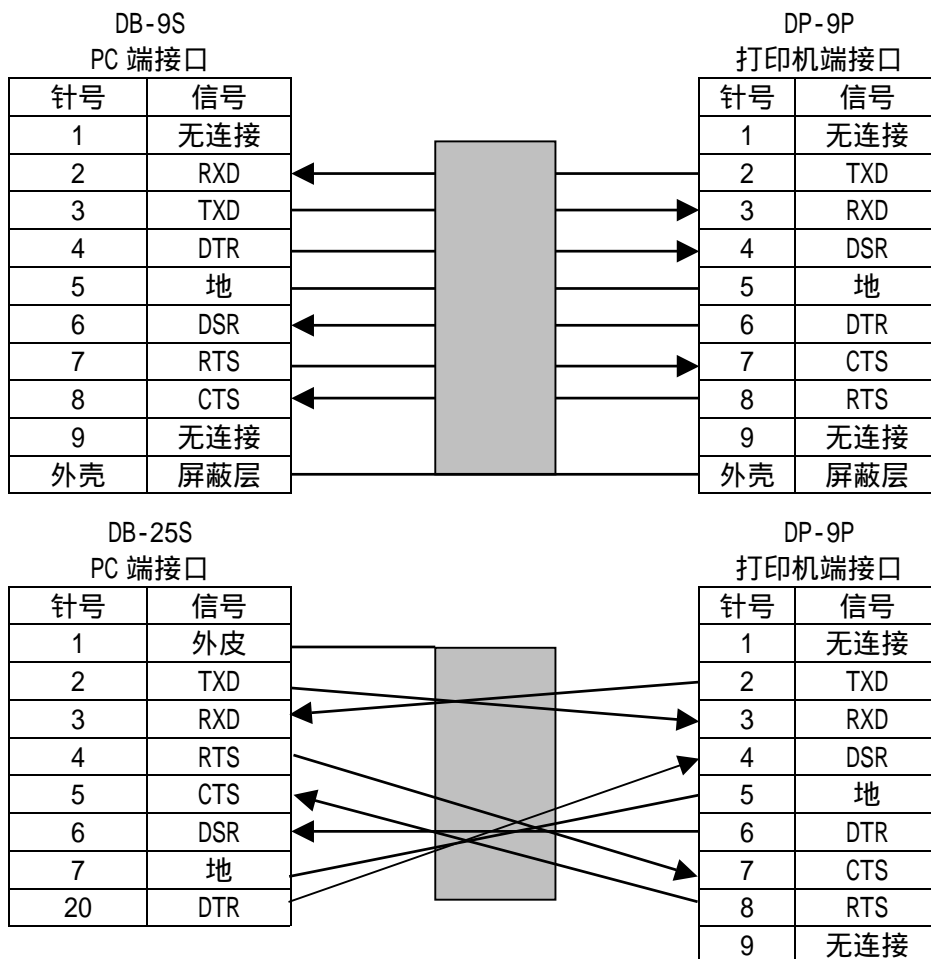 DB-9S DP-9P
PC 端接口 打印机端接口
针号 信号 针号 信号
1 无连接 1 无连接
2 RXD 2 TXD
3 TXD 3 RXD
4 DTR 4 DSR
5 地 5 地
6 DSR 6 DTR
7 RTS 7 CTS
8 CTS 8 RTS
9 无连接 9 无连接
外壳 屏蔽层 外壳 屏蔽层
DB-25S DP-9P
PC 端接口 打印机端接口
针号 信号 针号 信号
1 外皮 1 无连接
2 TXD 2 TXD
3 RXD 3 RXD
4 RTS 4 DSR
5 CTS 5 地
6 DSR 6 DTR
7 地 7 CTS
20 DTR 8 RTS
9 无连接